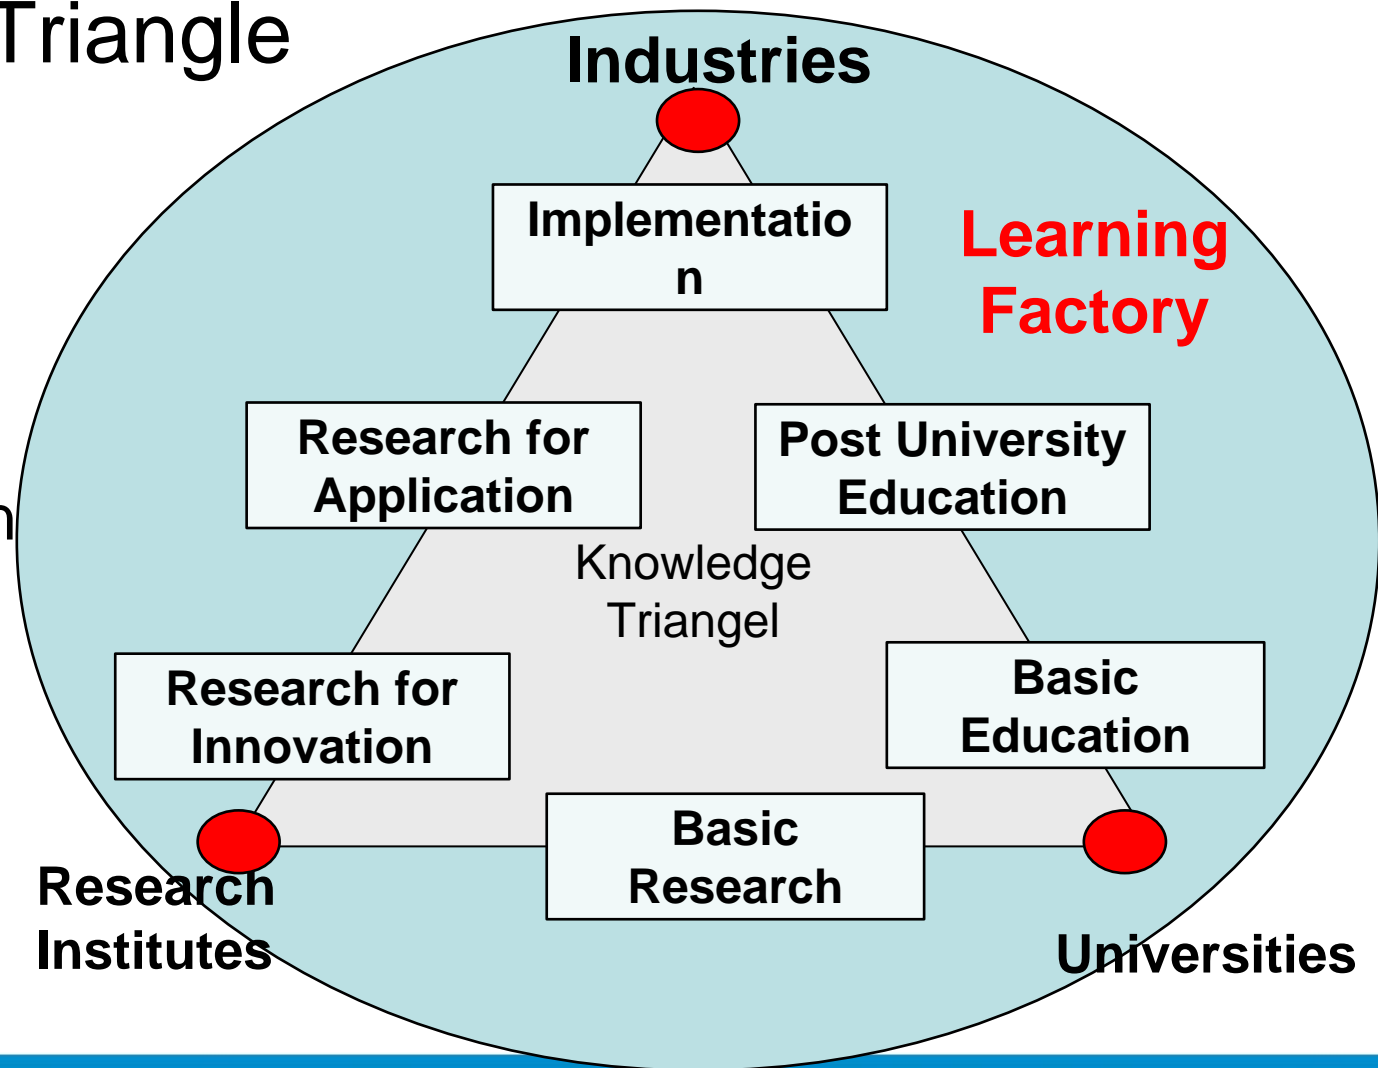 Triangle
Industries
Implementatio
n
Learning
Factory
Research for
Application
Post University
Education
n
Knowledge
Triangel
Research for
Innovation
Basic
Education
Basic
Research
Research
Institutes
Universities